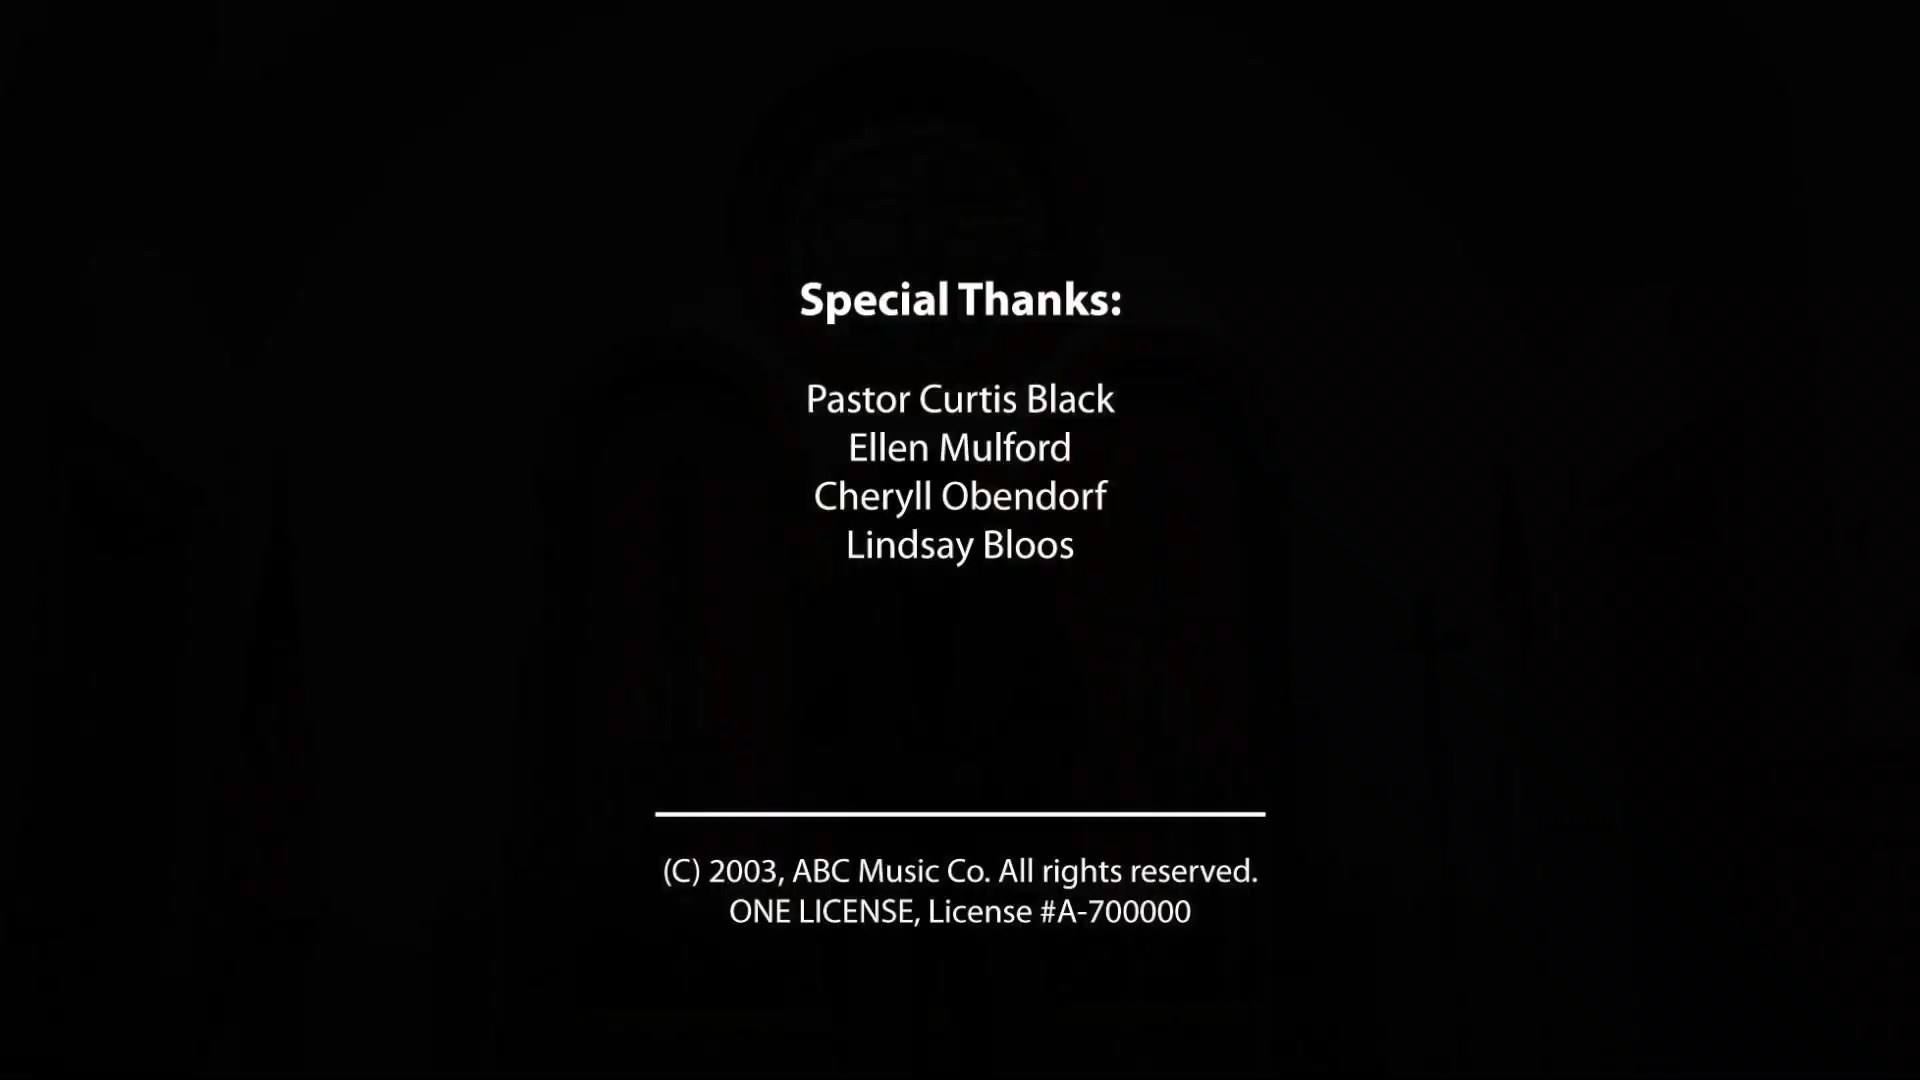 Special Thanks:
Pastor Curtis Black
Ellen Mulford
Cheryll Obendorf
Lindsay Bloos
(C) 2003, ABC Music Co. All rights reserved.
ONE LICENSE, License #A-700000